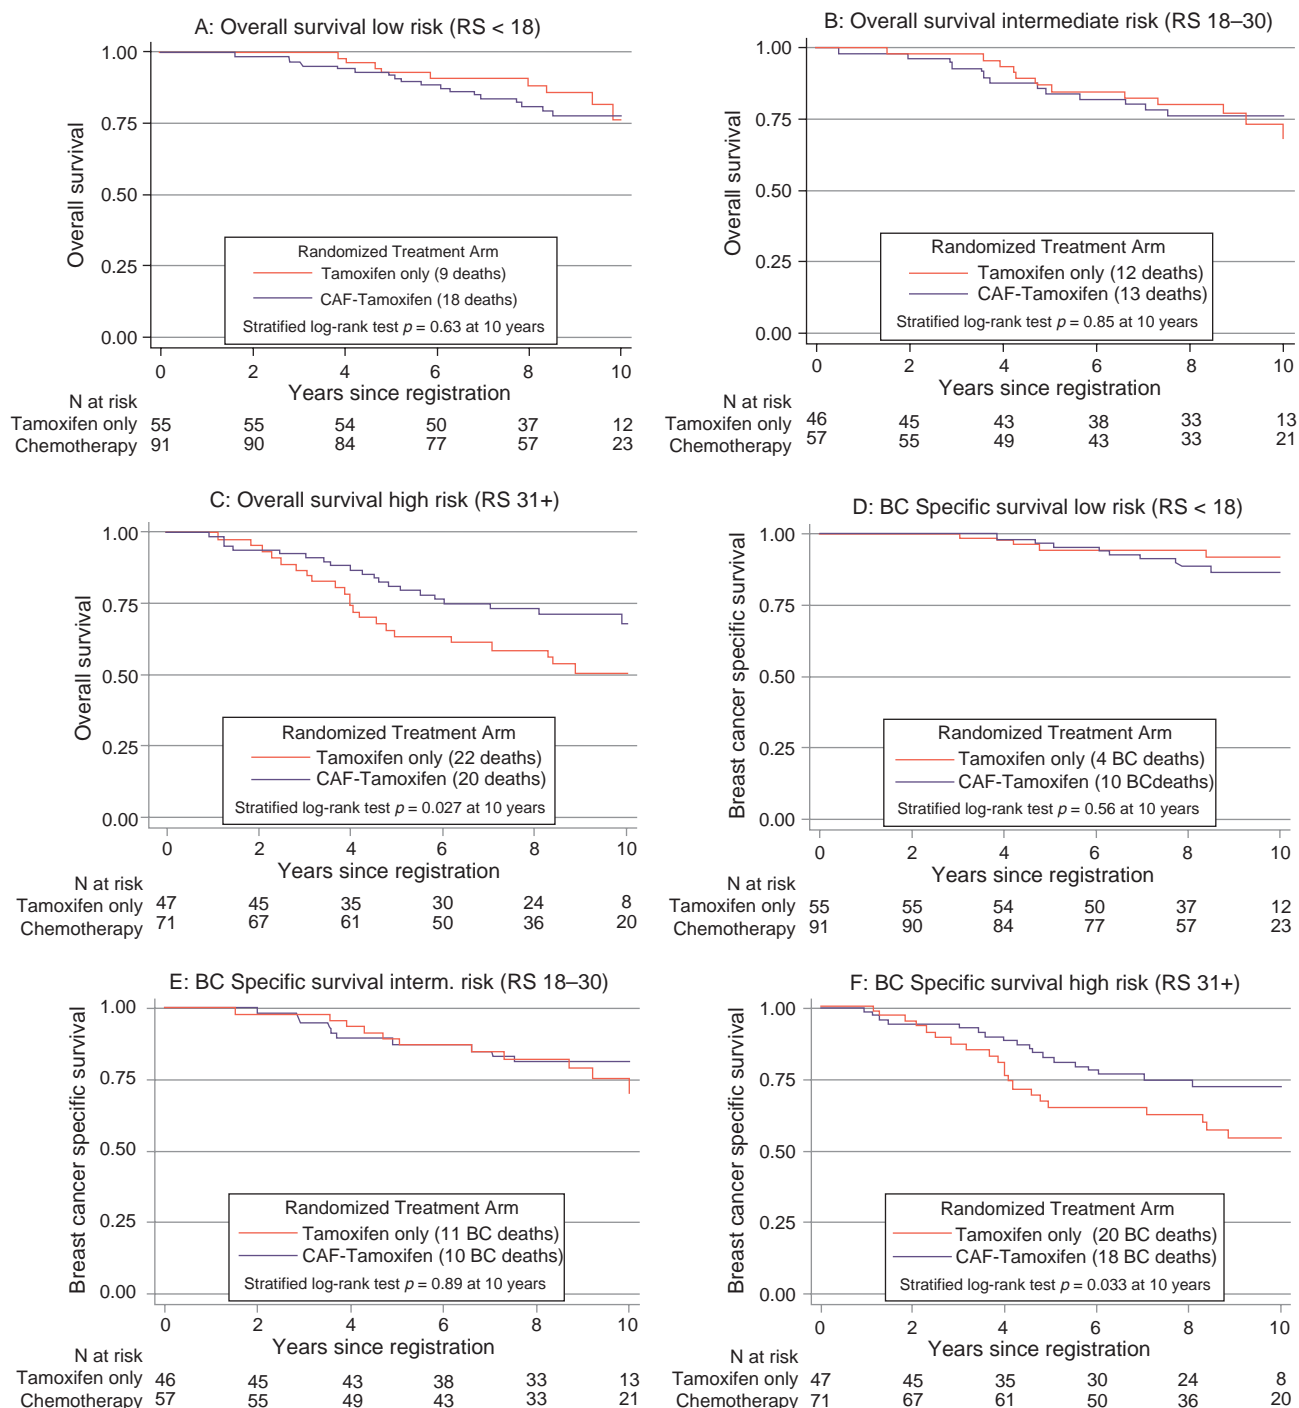 A: Overall survival low risk (RS < 18)
1.00
0.75
0.50
0.25
0.00
Overall survival
Randomized Treatment Arm
Tamoxifen only (9 deaths)
CAF-Tamoxifen (18 deaths)
Stratified log-rank test p = 0.63 at 10 years
0 2 4 6 8 10
Years since registration
N at risk
Tamoxifen only 55 55 54 50 37 12
Chemotherapy 91 90 84 77 57 23
B: Overall survival intermediate risk (RS 18–30)
1.00
0.75
0.50
0.25
0.00
Overall survival
Randomized Treatment Arm
Tamoxifen only (12 deaths)
CAF-Tamoxifen (13 deaths)
Stratified log-rank test p = 0.85 at 10 years
0 2 4 6 8 10
Years since registration
N at risk
Tamoxifen only 46 45 43 38 33 13
Chemotherapy 57 55 49 43 33 21
C: Overall survival high risk (RS 31+)
1.00
0.75
0.50
0.25
0.00
Overall survival
Randomized Treatment Arm
Tamoxifen only (22 deaths)
CAF-Tamoxifen (20 deaths)
Stratified log-rank test p = 0.027 at 10 years
0 2 4 6 8 10
Years since registration
N at risk
Tamoxifen only 47 45 35 30 24 8
Chemotherapy 71 67 61 50 36 20
D: BC Specific survival low risk (RS < 18)
1.00
0.75
0.50
0.25
0.00
Breast cancer specific survival
Randomized Treatment Arm
Tamoxifen only (4 BC deaths)
CAF-Tamoxifen (10 BCdeaths)
Stratified log-rank test p = 0.56 at 10 years
0 2 4 6 8 10
Years since registration
N at risk
Tamoxifen only 55 55 54 50 37 12
Chemotherapy 91 90 84 77 57 23
E: BC Specific survival interm. risk (RS 18–30)
1.00
0.75
0.50
0.25
0.00
Breast cancer specific survival
Randomized Treatment Arm
Tamoxifen only (11 BC deaths)
CAF-Tamoxifen (10 BC deaths)
Stratified log-rank test p = 0.89 at 10 years
0 2 4 6 8 10
Years since registration
N at risk
Tamoxifen only 46 45 43 38 33 13
Chemotherapy 57 55 49 43 33 21
F: BC Specific survival high risk (RS 31+)
1.00
0.75
0.50
0.25
0.00
Breast cancer specific survival
Randomized Treatment Arm
Tamoxifen only (20 BC deaths)
CAF-Tamoxifen (18 BC deaths)
Stratified log-rank test p = 0.033 at 10 years
0 2 4 6 8 10
Years since registration
N at risk
Tamoxifen only 47 45 35 30 24 8
Chemotherapy 71 67 61 50 36 20